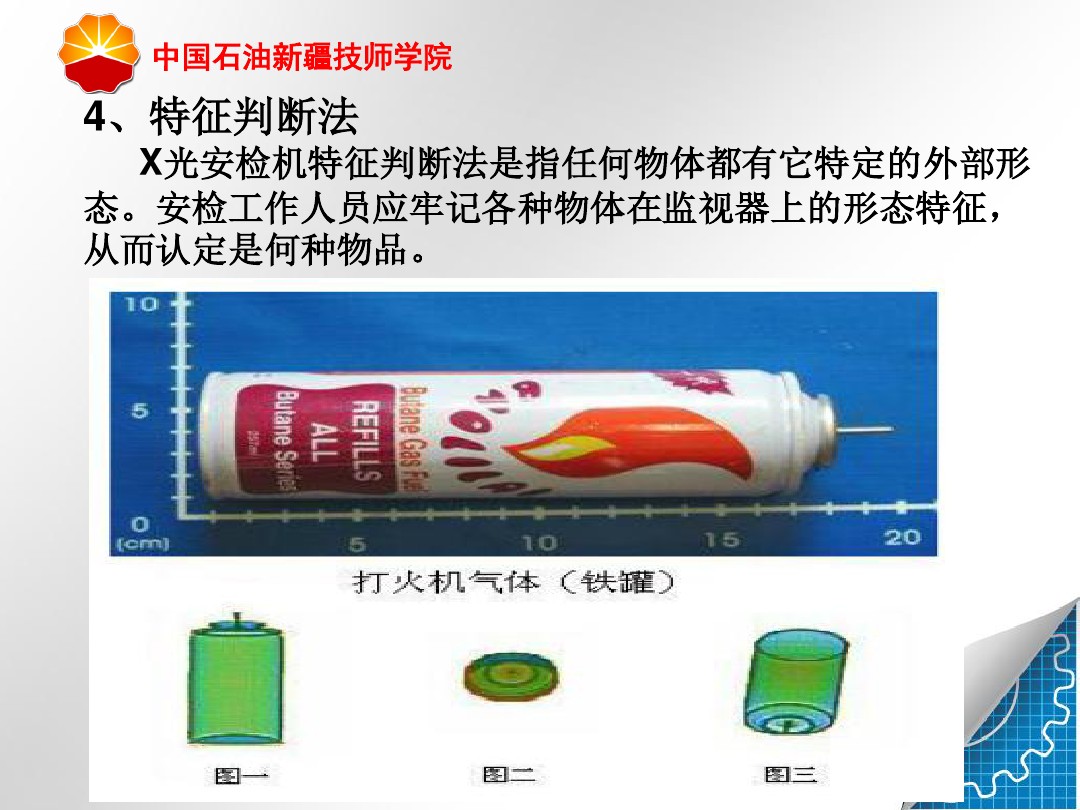 中国石油新疆技师学院
4、特征判断法
X光安检机特征判断法是指任何物体都有它特定的外部形
态。安检工作人员应牢记各种物体在监视器上的形态特征，
从而认定是何种物品。
10
5
0
(cm)
5
10
15
20
Butane Gas Fuel
REFILLS
ALL
Butane Series
打火机气体（铁罐）
图一
图二
图三